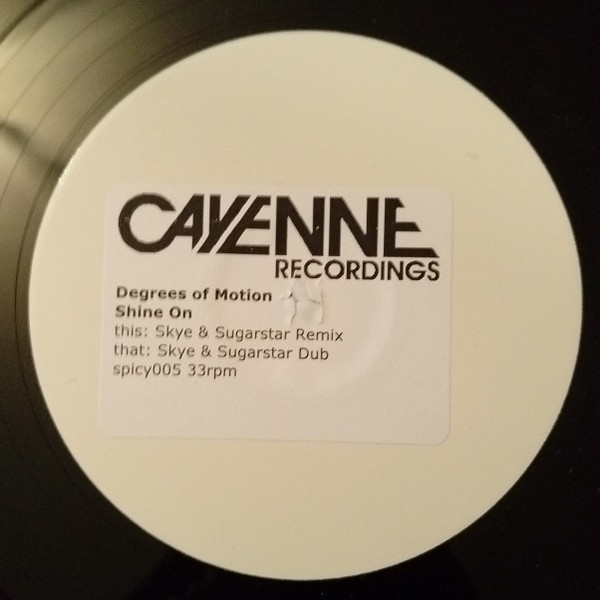 CAYENNE
RECORDINGS
Degrees of Motion
Shine On
this: Skye & Sugarstar Remix
that: Skye & Sugarstar Dub
spicy005 33rpm